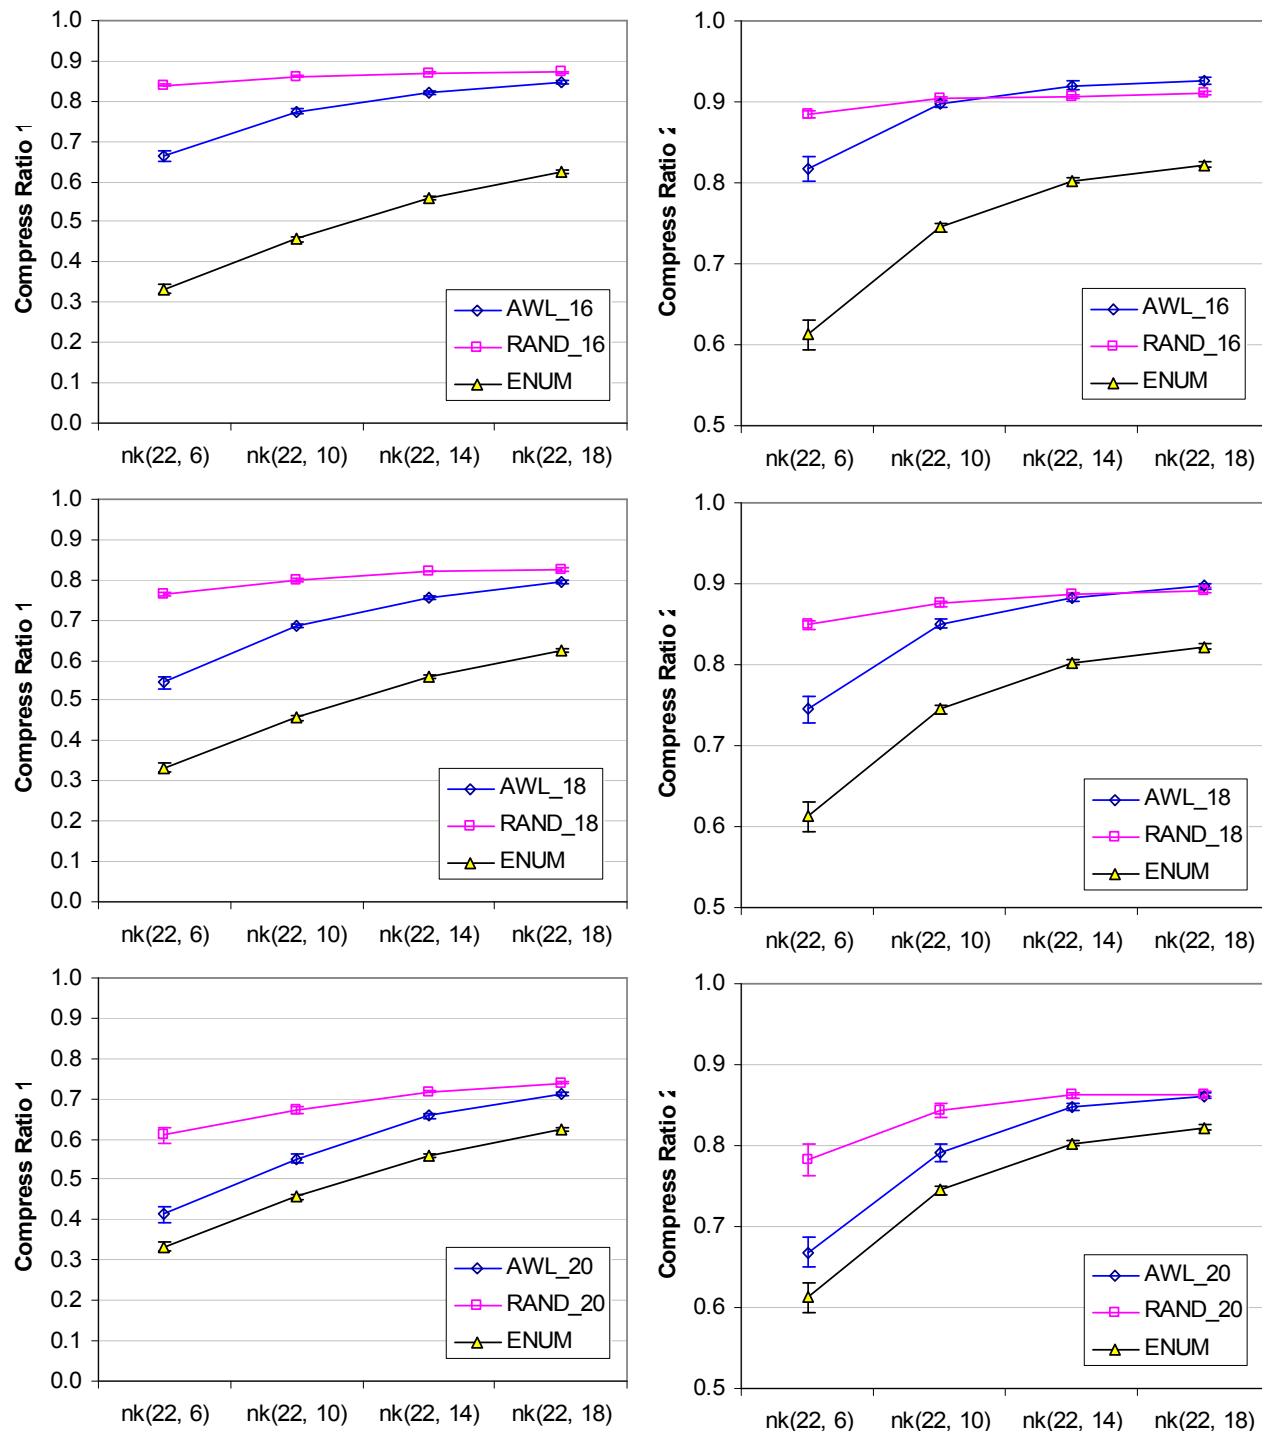 1.0
0.9
0.8
0.7
0.6
0.5
0.4
0.3
0.2
0.1
0.0
Compress Ratio 1
AWL_16
RAND_16
ENUM
nk(22, 6) nk(22, 10) nk(22, 14) nk(22, 18)
1.0
0.9
0.8
0.7
0.6
0.5
Compress Ratio 2
AWL_16
RAND_16
ENUM
nk(22, 6) nk(22, 10) nk(22, 14) nk(22, 18)
1.0
0.9
0.8
0.7
0.6
0.5
0.4
0.3
0.2
0.1
0.0
Compress Ratio 1
AWL_18
RAND_18
ENUM
nk(22, 6) nk(22, 10) nk(22, 14) nk(22, 18)
1.0
0.9
0.8
0.7
0.6
0.5
Compress Ratio 2
AWL_18
RAND_18
ENUM
nk(22, 6) nk(22, 10) nk(22, 14) nk(22, 18)
1.0
0.9
0.8
0.7
0.6
0.5
0.4
0.3
0.2
0.1
0.0
Compress Ratio 1
AWL_20
RAND_20
ENUM
nk(22, 6) nk(22, 10) nk(22, 14) nk(22, 18)
1.0
0.9
0.8
0.7
0.6
0.5
Compress Ratio 2
AWL_20
RAND_20
ENUM
nk(22, 6) nk(22, 10) nk(22, 14) nk(22, 18)